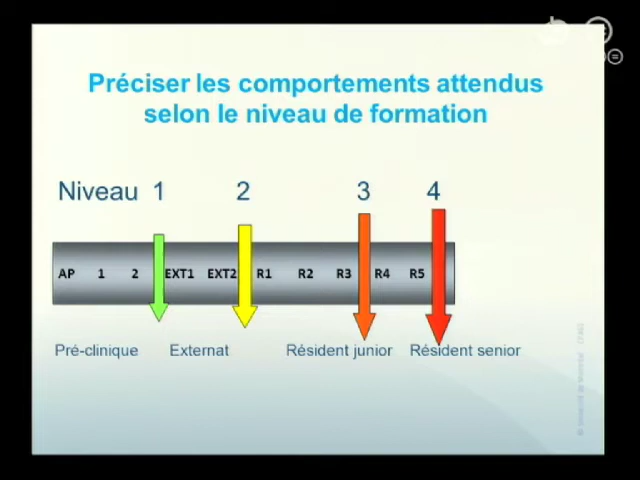 Préciser les comportements attendus
selon le niveau de formation
Niveau 1 2 3 4
AP 1 2 EXT1 EXT2 R1 R2 R3 R4 R5
Pré-clinique Externat Résident junior Résident senior